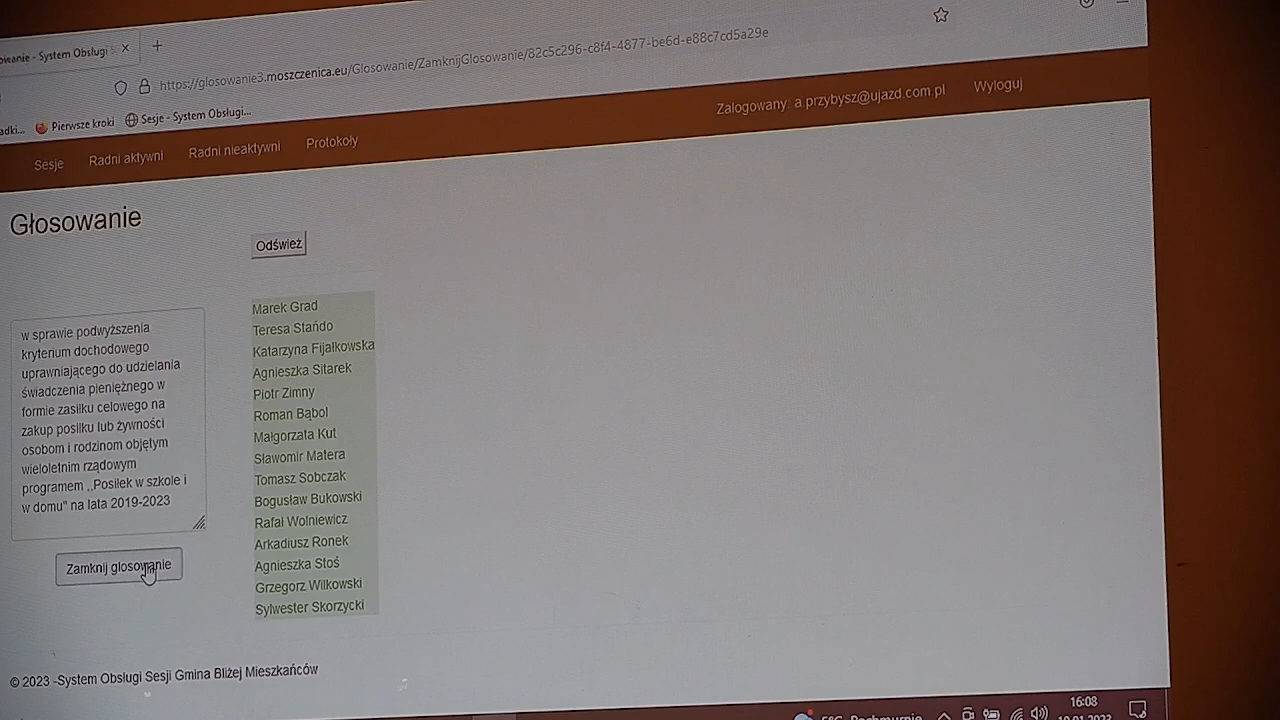 owanie - System Obsługi S
https://glosowanie3.moszczenica.eu/Glosowanie/ZamknijGlosowanie/82c5c296-c8f4-4877-be6d-e88c7cd5a29e
adki... Pierwsze kroki Sesje - System Obsługi...
Sesje Radni aktywni Radni nieaktywni Protokoły Zalogowany: a.przybysz@ujazd.com.pl Wyloguj
Głosowanie
Odśwież
w sprawie podwyższenia
kryterium dochodowego
uprawniającego do udzielania
świadczenia pieniężnego w
formie zasiłku celowego na
zakup posiłku lub żywności
osobom i rodzinom objętym
wieloletnim rządowym
programem ,,Posiłek w szkole i
w domu" na lata 2019-2023
Zamknij glosowanie
Marek Grad
Teresa Stańdo
Katarzyna Fijałkowska
Agnieszka Sitarek
Piotr Zimny
Roman Bąbol
Małgorzata Kut
Sławomir Matera
Tomasz Sobczak
Bogusław Bukowski
Rafał Wolniewicz
Arkadiusz Ronek
Agnieszka Stoś
Grzegorz Wilkowski
Sylwester Skorzycki
© 2023 -System Obsługi Sesji Gmina Bliżej Mieszkańców
5°C Pochmurnie 16:08